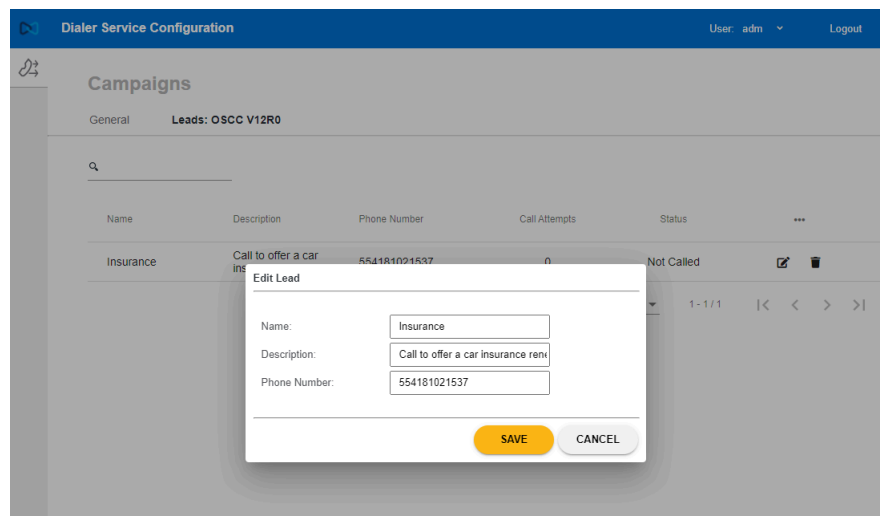 Dialer Service Configuration
User: adm
Logout
Campaigns
General
Leads: OSCC V12R0
Name
Description
Phone Number
Call Attempts
Status
Insurance
Call to offer a car
ins
554181021537
0
Not Called
1 - 1 / 1
Edit Lead
Name:
Insurance
Description:
Call to offer a car insurance rene
Phone Number:
554181021537
SAVE
CANCEL